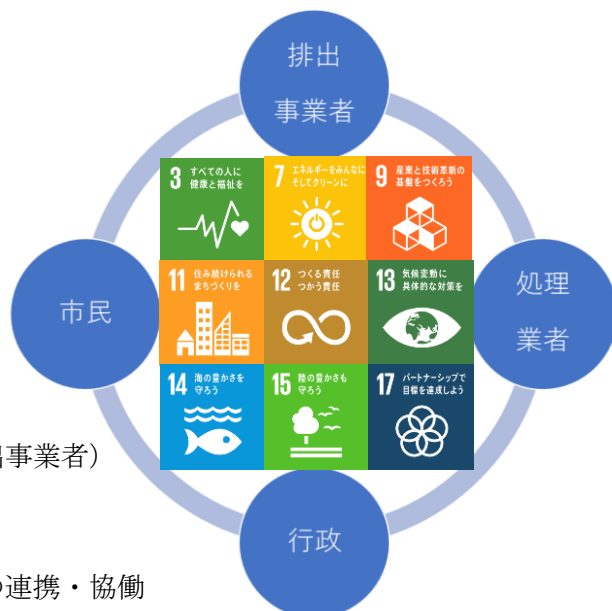 排出
事業者
3 すべての人に
健康と福祉を
7 エネルギーをみんなに
そしてクリーンに
9 産業と技術革新の
基盤をつくろう
市民
11 住み続けられる
まちづくりを
12 つくる責任
つかう責任
13 気候変動に
具体的な対策を
処理
業者
14 海の豊かさを
守ろう
15 陸の豊かさも
守ろう
17 パートナーシップで
目標を達成しよう
出事業者)
行政
の連携・協働